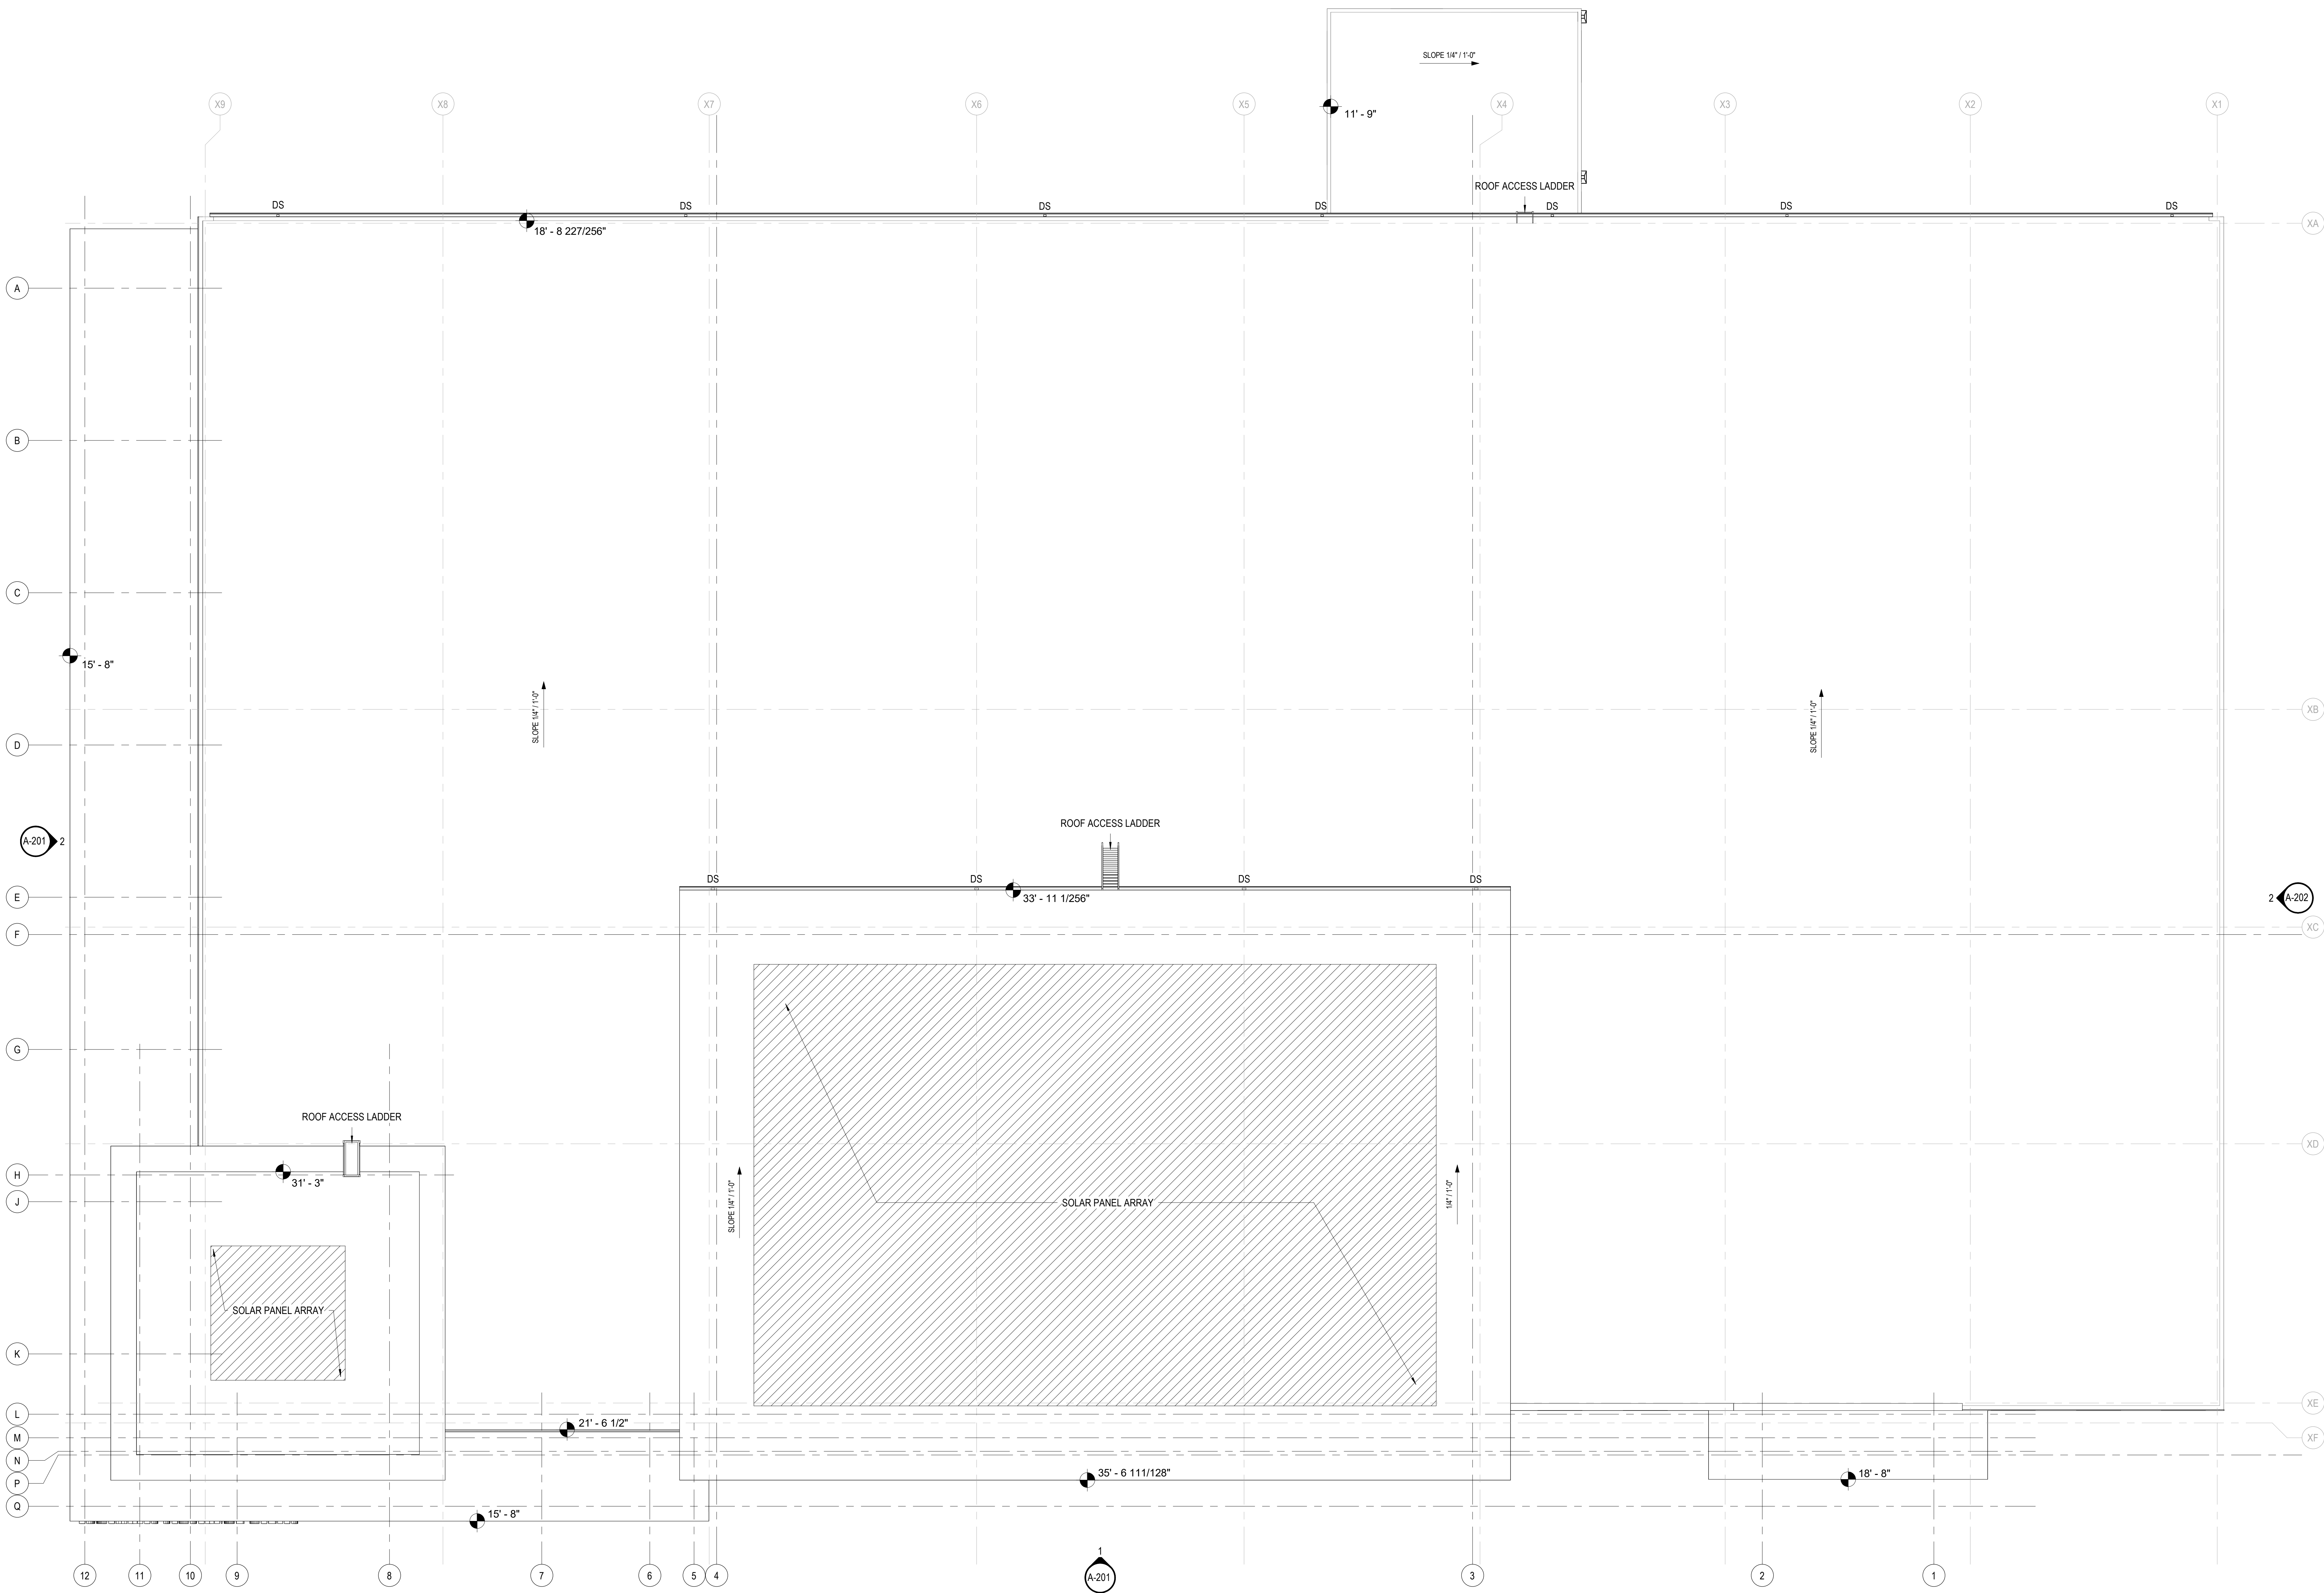 SLOPE 1/4" / 1'-0"
X9
X8
X7
X6
X5
X4
X3
X2
X1
11' - 9"
ROOF ACCESS LADDER
DS
DS
DS
DS
DS
DS
DS
XA
18' - 8 227/256"
A
B
C
15' - 8"
SLOPE 1/4" / 1'-0"
SLOPE 1/4" / 1'-0"
XB
D
ROOF ACCESS LADDER
A-201
2
DS
DS
DS
DS
E
33' - 11 1/256"
2
A-202
F
XC
G
ROOF ACCESS LADDER
XD
H
31' - 3"
J
SLOPE 1/4" / 1'-0"
SOLAR PANEL ARRAY
1/4" / 1'-0"
SOLAR PANEL ARRAY
K
XE
L
21' - 6 1/2"
M
XF
N
35' - 6 111/128"
18' - 8"
P
Q
15' - 8"
1
12
11
10
9
8
7
6
5
4
A-201
3
2
1